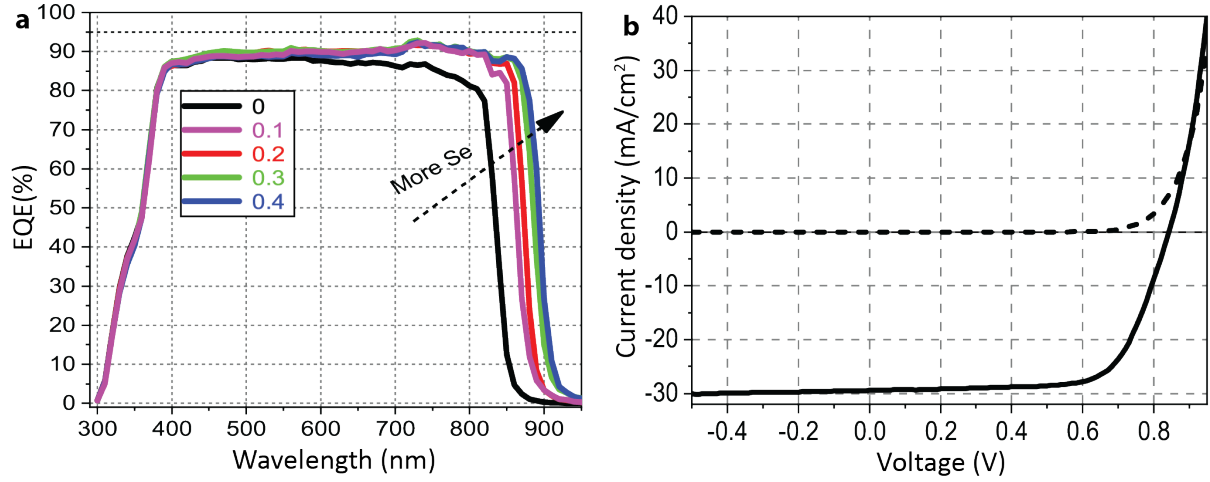 a
EQE(%)
100
90
80
70
60
50
40
30
20
10
0
0
0.1
0.2
0.3
0.4
More Se
300 400 500 600 700 800 900
Wavelength (nm)
b
Current density (mA/cm²)
40
30
20
10
0
-10
-20
-30
-0.4 -0.2 0.0 0.2 0.4 0.6 0.8
Voltage (V)